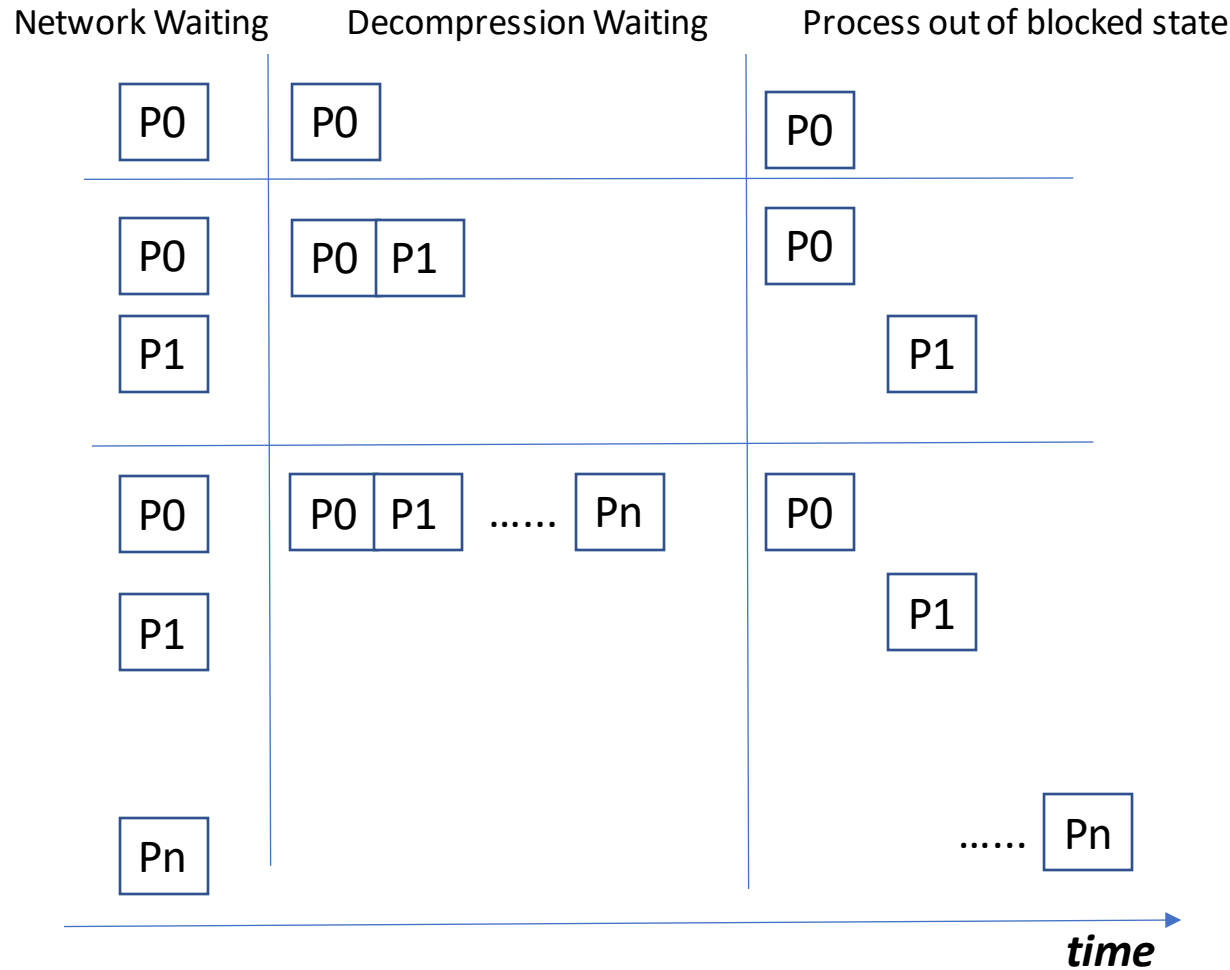 Network Waiting Decompression Waiting Process out of blocked state
P0 P0 P0
P0 P0 P1 P0
P1 P1
P0 P0 P1 ...... Pn P0
P1 P1
Pn ...... Pn
time